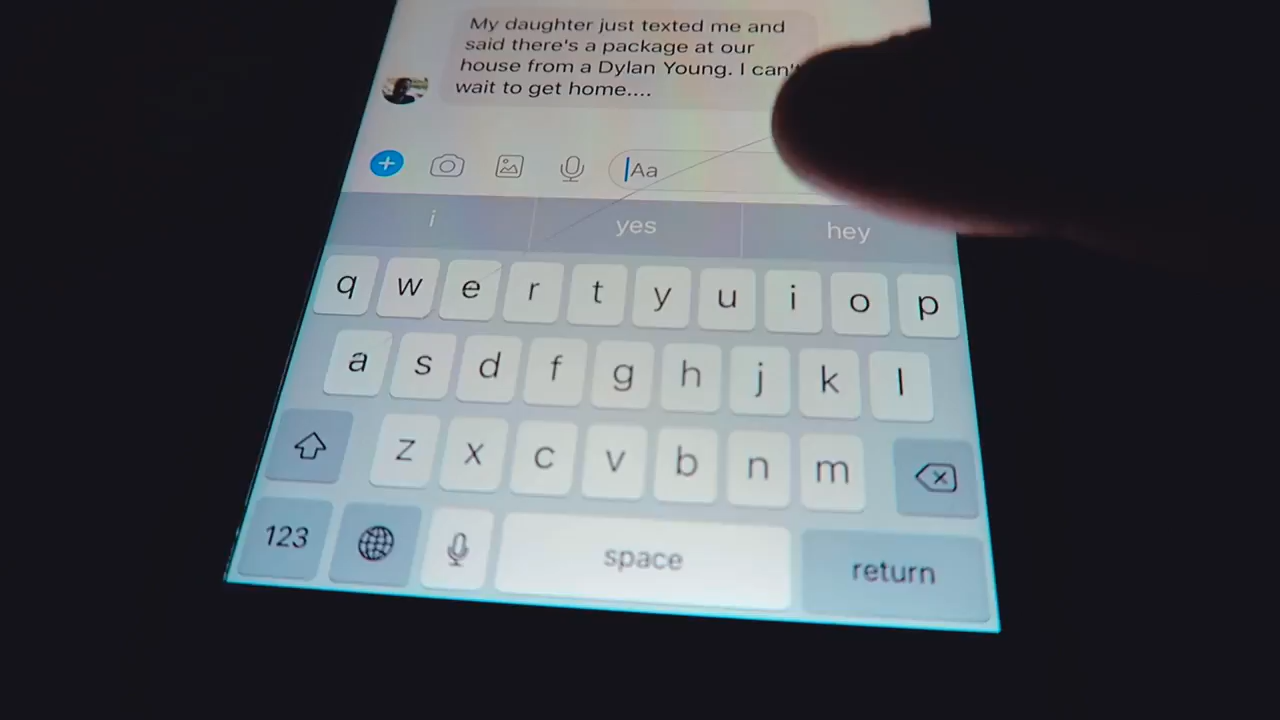 My daughter just texted me and
said there's a package at our
house from a Dylan Young. I can't
wait to get home....
Aa
i yes hey
q w e r t y u i o p
a s d f g h j k l
z x c v b n m
123 space return